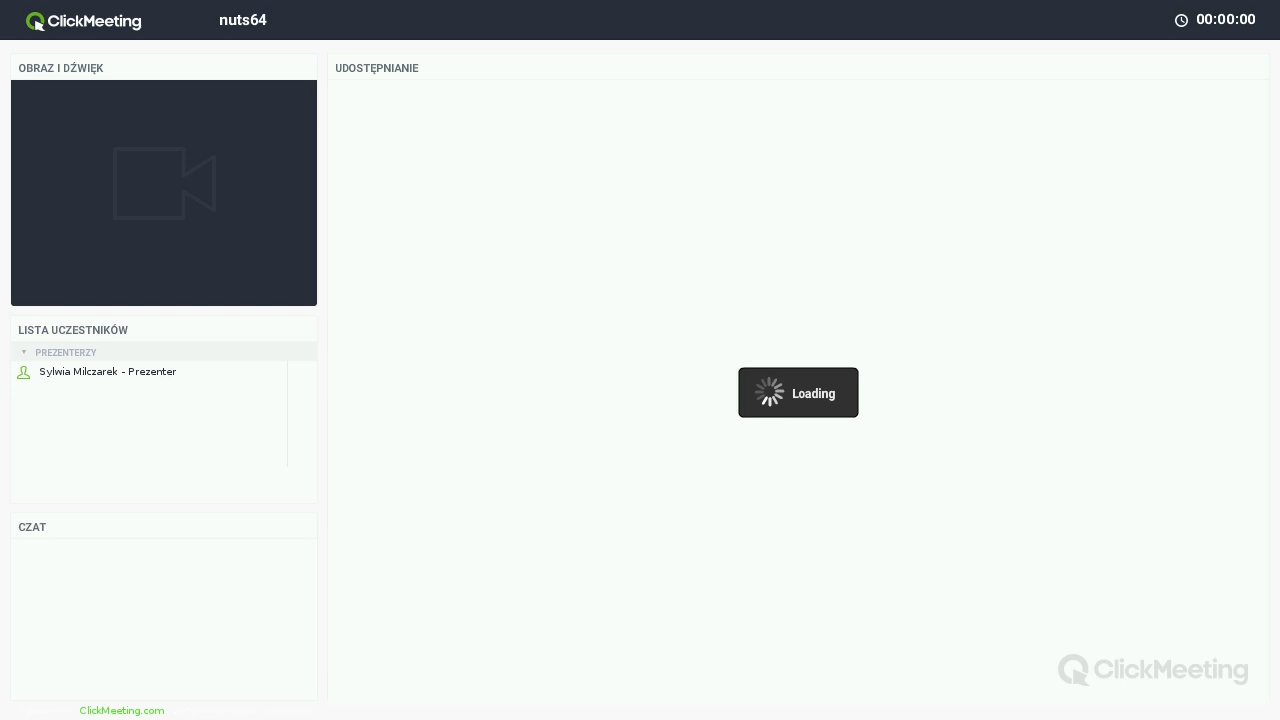 ClickMeeting
nuts64
00:00:00
OBRAZ I DŹWIĘK
UDOSTĘPNIANIE
LISTA UCZESTNIKÓW
PREZENTERZY
Sylwia Milczarek - Prezenter
Loading
CZAT
ClickMeeting
ClickMeeting.com